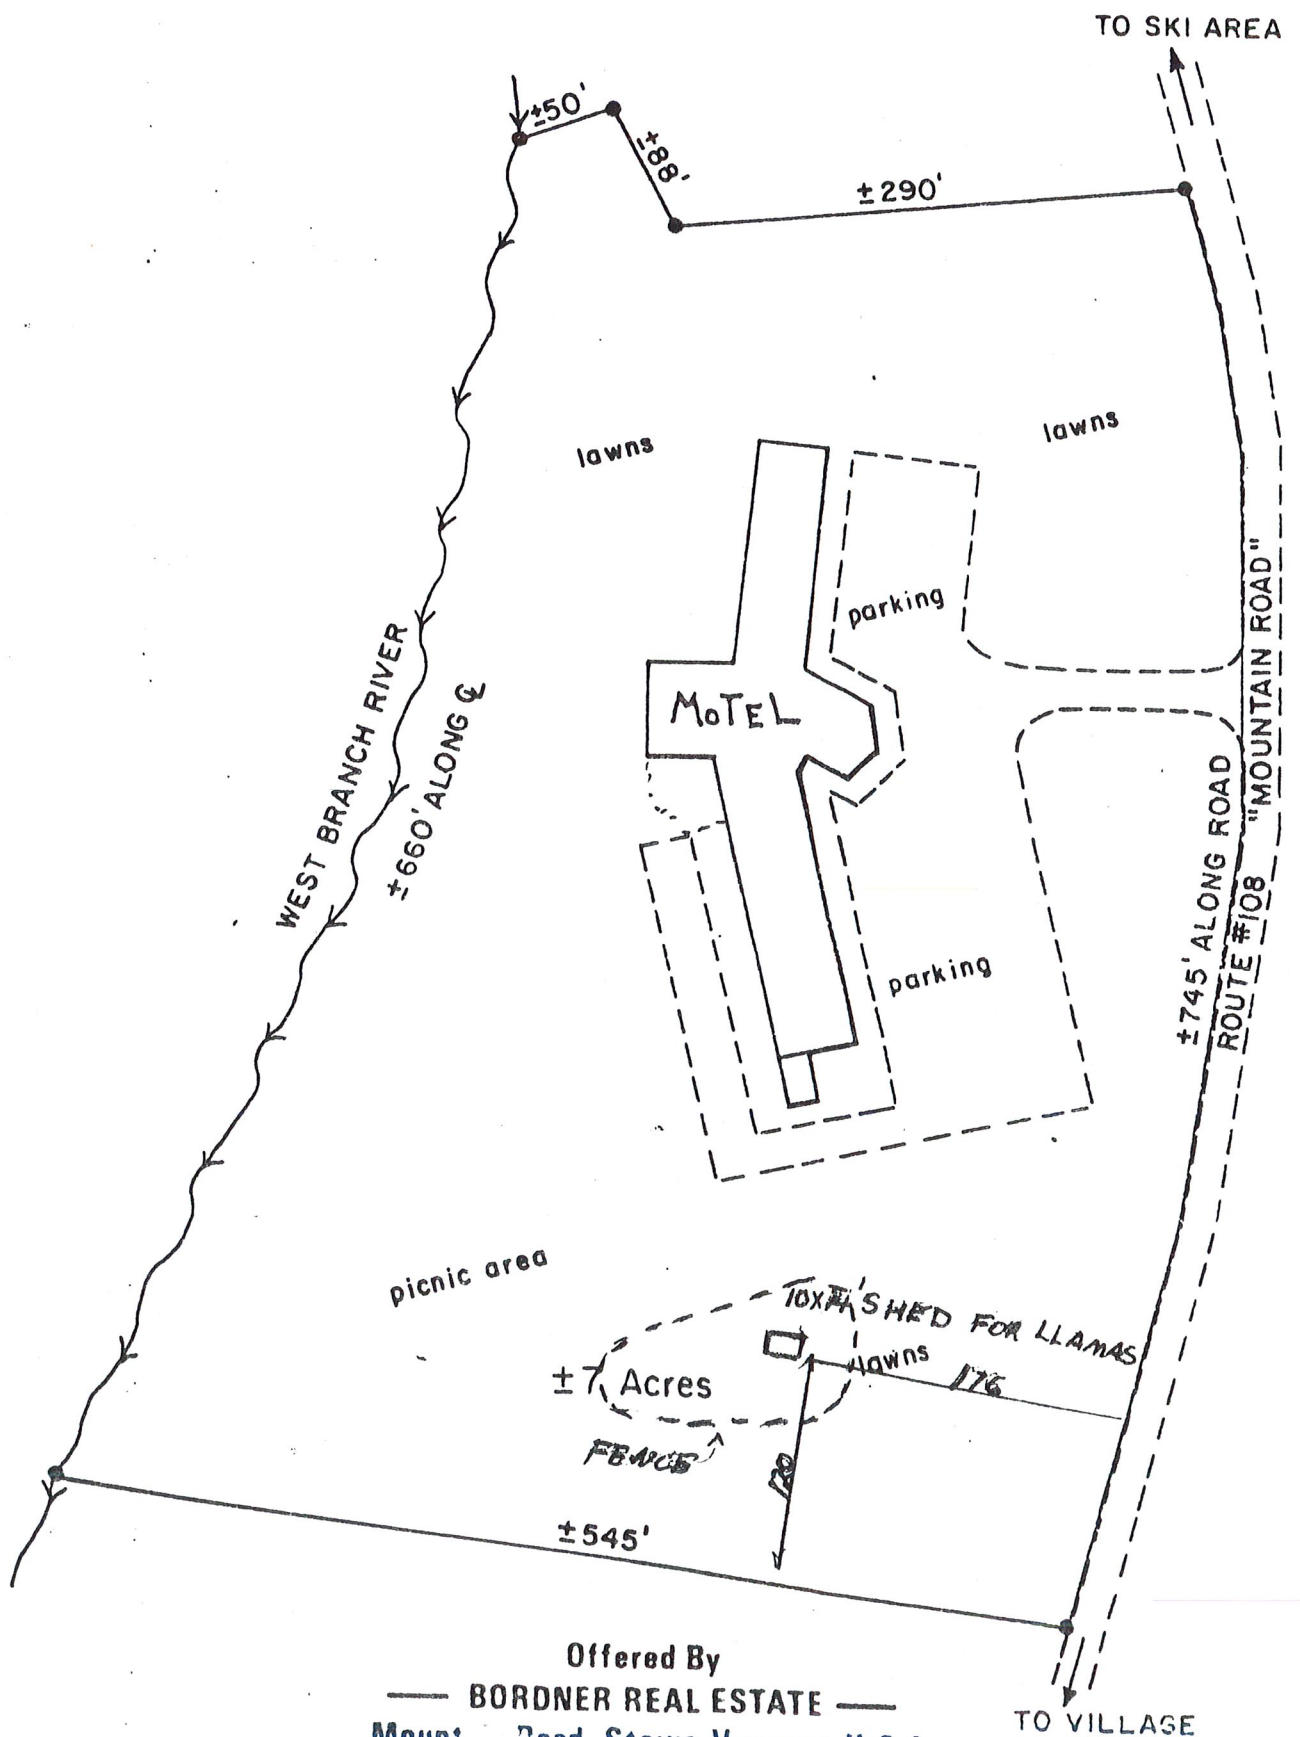 TO SKI AREA
±50'
±88'
±290'
lawns
lawns
parking
"MOUNTAIN ROAD"
MOTEL
WEST BRANCH RIVER
±660' ALONG ℄
±745' ALONG ROAD
ROUTE #108
parking
picnic area
SHED FOR LLAMAS
lawns
176
±7 Acres
FENCE
120
±545'
Offered By
BORDNER REAL ESTATE
TO VILLAGE